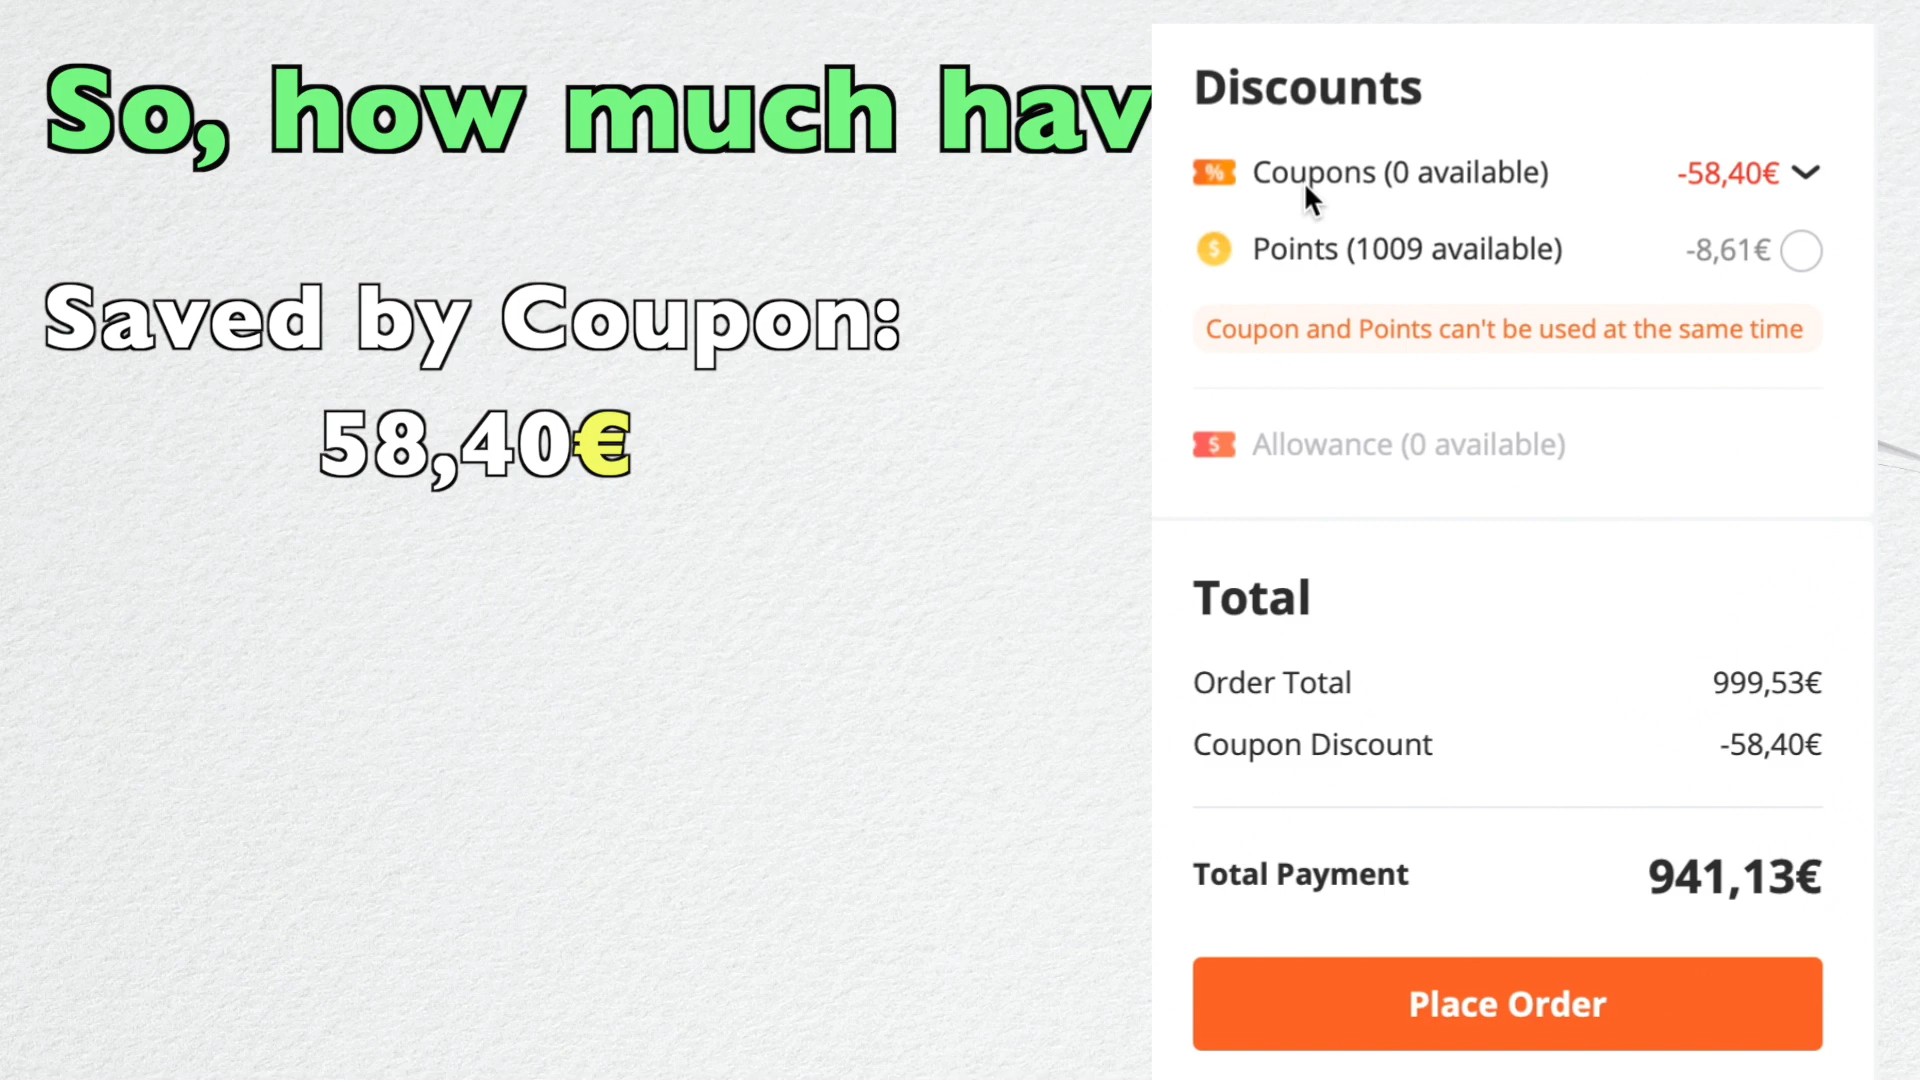 So, how much hav
Saved by Coupon:
58,40€
Discounts
% Coupons (0 available) -58,40€
$ Points (1009 available) -8,61€
Coupon and Points can't be used at the same time
$ Allowance (0 available)
Total
Order Total 999,53€
Coupon Discount -58,40€
Total Payment 941,13€
Place Order